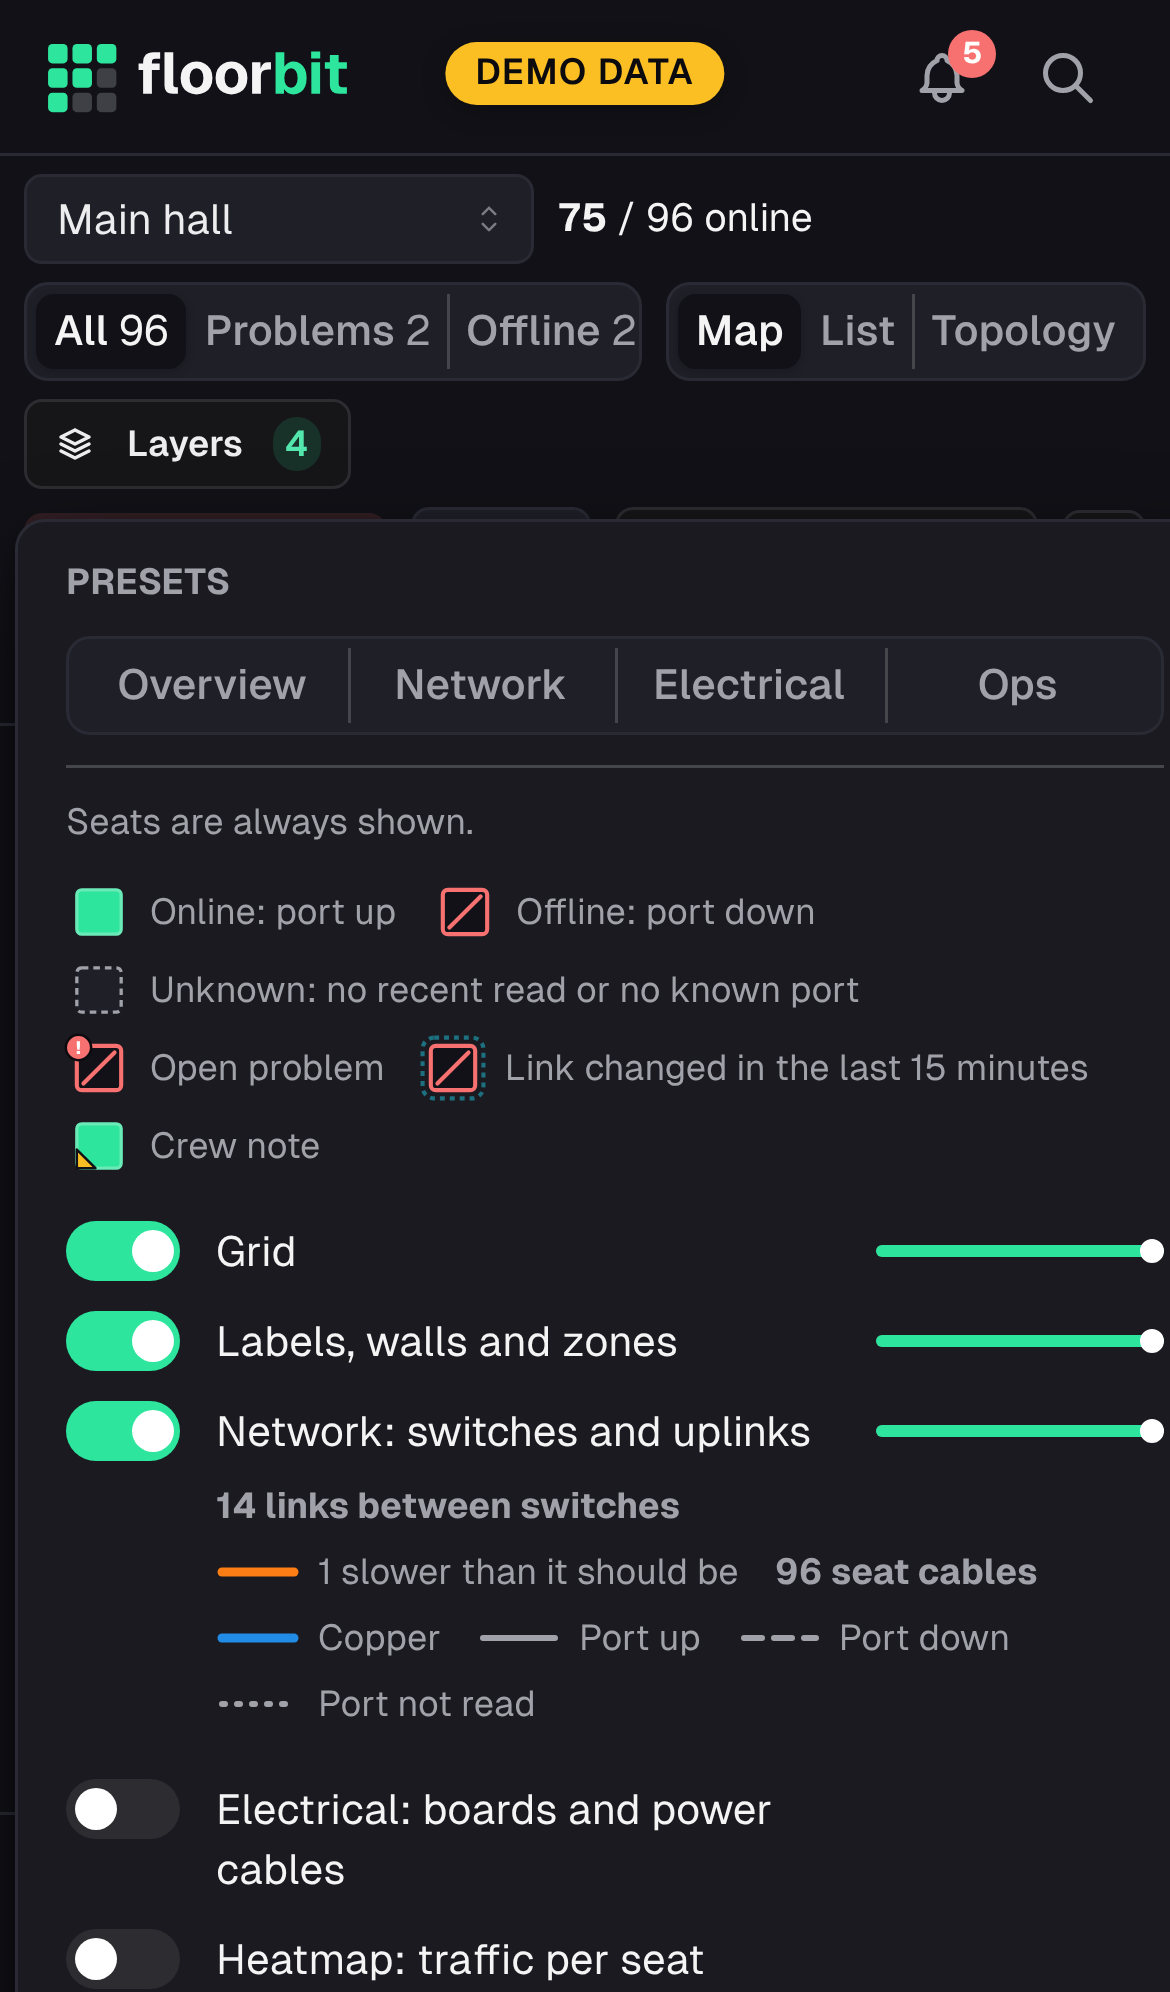 floorbit
DEMO DATA
5
Main hall
75 / 96 online
All 96
Problems 2
Offline 2
Map
List
Topology
Layers 4
PRESETS
Overview
Network
Electrical
Ops
Seats are always shown.
Online: port up
Offline: port down
Unknown: no recent read or no known port
Open problem
Link changed in the last 15 minutes
Crew note
Grid
Labels, walls and zones
Network: switches and uplinks
14 links between switches
1 slower than it should be
96 seat cables
Copper
Port up
Port down
Port not read
Electrical: boards and power
cables
Heatmap: traffic per seat